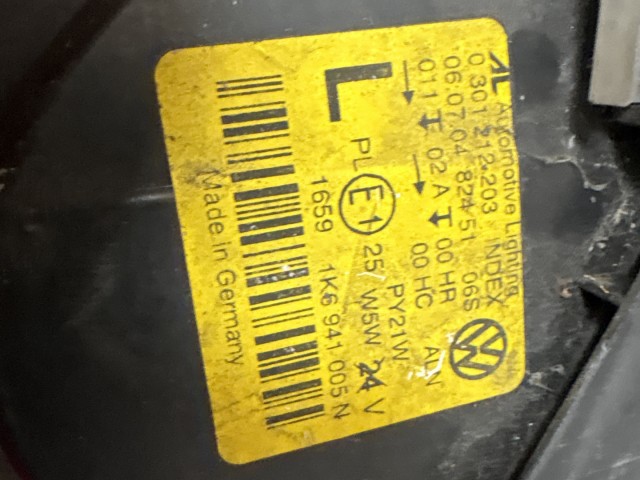 AL Automotive Lighting
0 301 212 203 INDEX
06.07.04 82451 06S
011 02 A 00 HR ALN
00 HC
L PL E1 25/ W5W PY21W 24 V
1659 1K6 941 005 N
Made in Germany